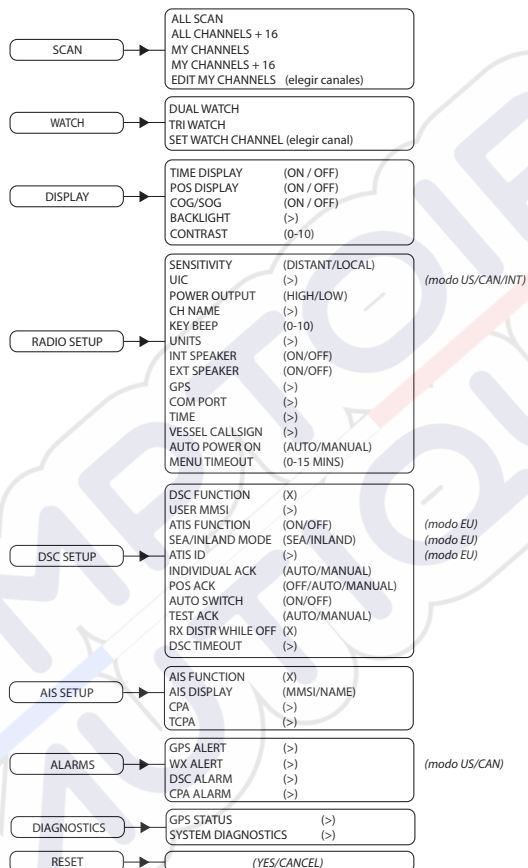 SCAN
ALL SCAN
ALL CHANNELS + 16
MY CHANNELS
MY CHANNELS + 16
EDIT MY CHANNELS (elegir canales)
WATCH
DUAL WATCH
TRI WATCH
SET WATCH CHANNEL (elegir canal)
DISPLAY
TIME DISPLAY (ON / OFF)
POS DISPLAY (ON / OFF)
COG/SOG (ON / OFF)
BACKLIGHT (>)
CONTRAST (0-10)
RADIO SETUP
SENSITIVITY (DISTANT/LOCAL)
UIC (>) (modo US/CAN/INT)
POWER OUTPUT (HIGH/LOW)
CH NAME (>)
KEY BEEP (0-10)
UNITS (>)
INT SPEAKER (ON/OFF)
EXT SPEAKER (ON/OFF)
GPS (>)
COM PORT (>)
TIME (>)
VESSEL CALLSIGN (>)
AUTO POWER ON (AUTO/MANUAL)
MENU TIMEOUT (0-15 MINS)
DSC SETUP
DSC FUNCTION (X)
USER MMSI (>)
ATIS FUNCTION (ON/OFF) (modo EU)
SEA/INLAND MODE (SEA/INLAND) (modo EU)
ATIS ID (>) (modo EU)
INDIVIDUAL ACK (AUTO/MANUAL)
POS ACK (OFF/AUTO/MANUAL)
AUTO SWITCH (ON/OFF)
TEST ACK (AUTO/MANUAL)
RX DISTR WHILE OFF (X)
DSC TIMEOUT (>)
AIS SETUP
AIS FUNCTION (X)
AIS DISPLAY (MMSI/NAME)
CPA (>)
TCPA (>)
ALARMS
GPS ALERT (>)
WX ALERT (>) (modo US/CAN)
DSC ALARM (>)
CPA ALARM (>)
DIAGNOSTICS
GPS STATUS (>)
SYSTEM DIAGNOSTICS (>)
RESET
(YES/CANCEL)